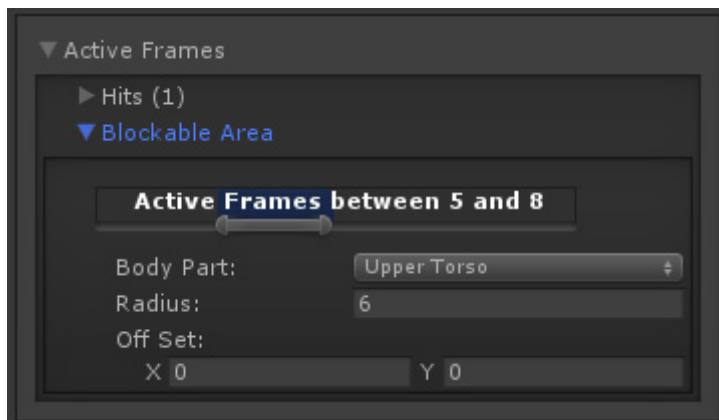 Active Frames
Hits (1)
Blockable Area
Active Frames between 5 and 8
Body Part: Upper Torso
Radius: 6
Off Set:
X 0 Y 0